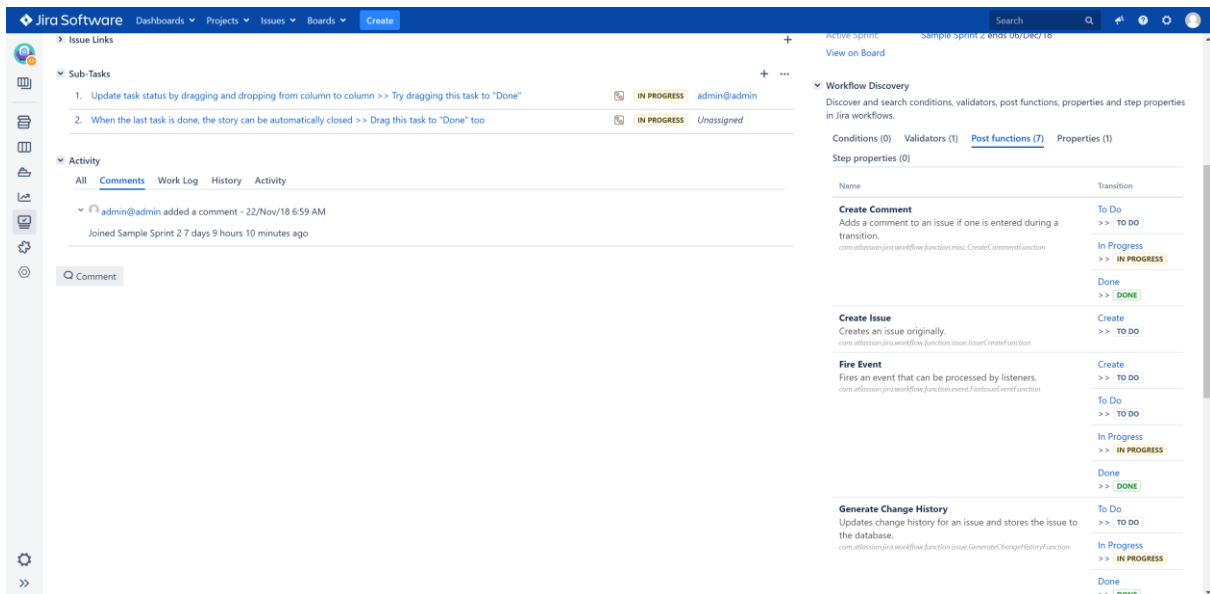 Jira Software Dashboards Projects Issues Boards Create Search
Issue Links
Sub-Tasks
1. Update task status by dragging and dropping from column to column >> Try dragging this task to "Done" IN PROGRESS admin@admin
2. When the last task is done, the story can be automatically closed >> Drag this task to "Done" too IN PROGRESS Unassigned
Activity
All Comments Work Log History Activity
admin@admin added a comment - 22/Nov/18 6:59 AM
Joined Sample Sprint 2 7 days 9 hours 10 minutes ago
Comment
Active Sprint: Sample Sprint 2 ends 06/Dec/18
View on Board
Workflow Discovery
Discover and search conditions, validators, post functions, properties and step properties
in Jira workflows.
Conditions (0) Validators (1) Post functions (7) Properties (1)
Step properties (0)
Name Transition
Create Comment To Do
Adds a comment to an issue if one is entered during a >> TO DO
transition.
com.atlassian.jira.workflow.function.misc.CreateCommentFunction In Progress
>> IN PROGRESS
Done
>> DONE
Create Issue Create
Creates an issue originally. >> TO DO
com.atlassian.jira.workflow.function.issue.IssueCreateFunction
Fire Event Create
Fires an event that can be processed by listeners. >> TO DO
com.atlassian.jira.workflow.function.event.FireIssueEventFunction
To Do
>> TO DO
In Progress
>> IN PROGRESS
Done
>> DONE
Generate Change History To Do
Updates change history for an issue and stores the issue to >> TO DO
the database.
com.atlassian.jira.workflow.function.issue.GenerateChangeHistoryFunction In Progress
>> IN PROGRESS
Done
>> DONE